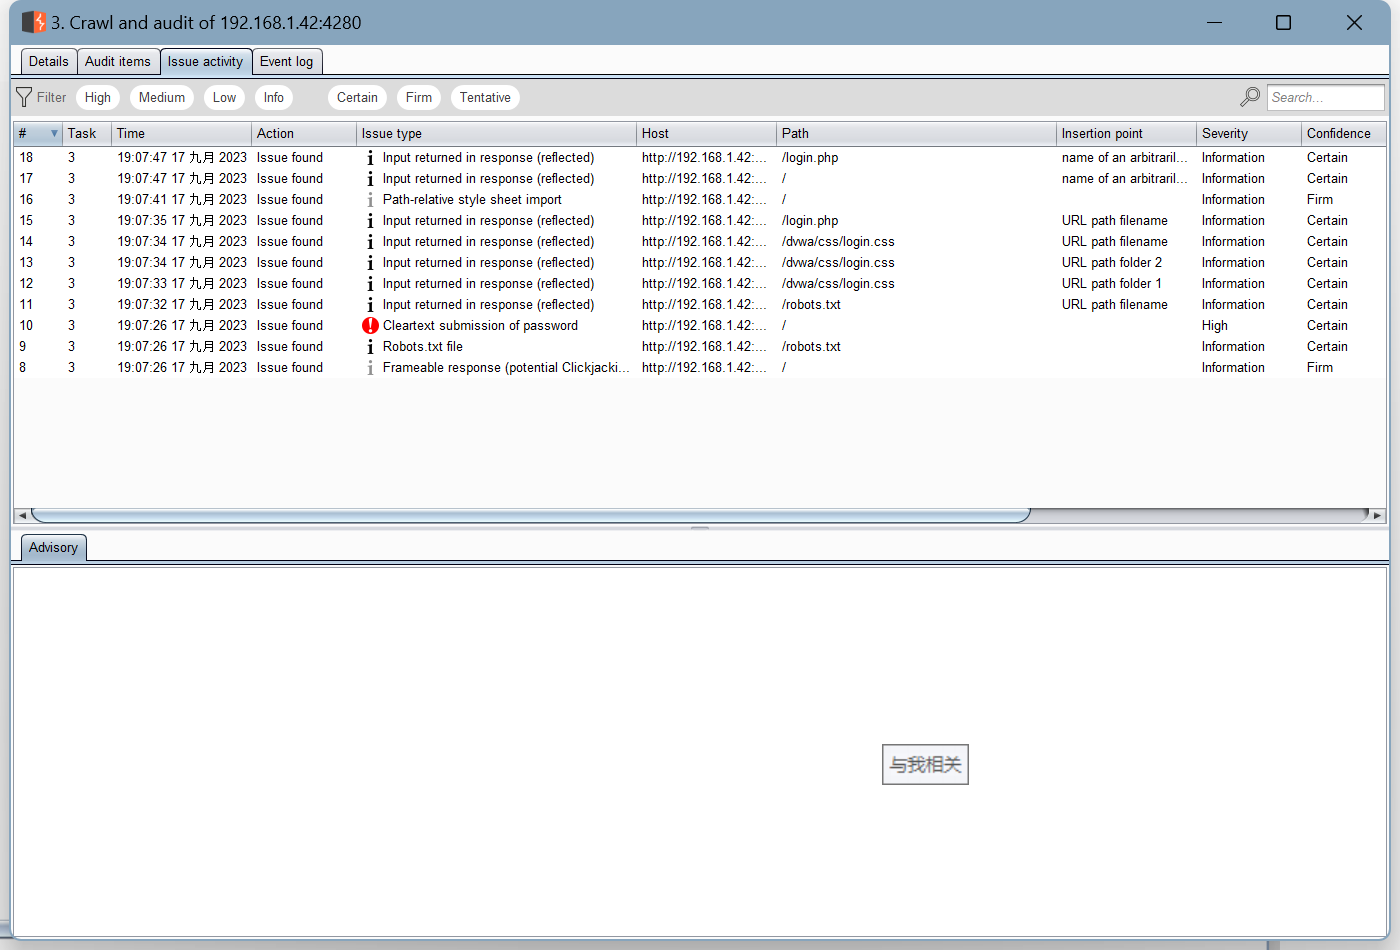 3. Crawl and audit of 192.168.1.42:4280
Details Audit items Issue activity Event log
Filter High Medium Low Info Certain Firm Tentative Search...
# Task Time Action Issue type Host Path Insertion point Severity Confidence
18 3 19:07:47 17 九月 2023 Issue found Input returned in response (reflected) http://192.168.1.42:... /login.php name of an arbitraril... Information Certain
17 3 19:07:47 17 九月 2023 Issue found Input returned in response (reflected) http://192.168.1.42:... / name of an arbitraril... Information Certain
16 3 19:07:41 17 九月 2023 Issue found Path-relative style sheet import http://192.168.1.42:... / Information Firm
15 3 19:07:35 17 九月 2023 Issue found Input returned in response (reflected) http://192.168.1.42:... /login.php URL path filename Information Certain
14 3 19:07:34 17 九月 2023 Issue found Input returned in response (reflected) http://192.168.1.42:... /dvwa/css/login.css URL path filename Information Certain
13 3 19:07:34 17 九月 2023 Issue found Input returned in response (reflected) http://192.168.1.42:... /dvwa/css/login.css URL path folder 2 Information Certain
12 3 19:07:33 17 九月 2023 Issue found Input returned in response (reflected) http://192.168.1.42:... /dvwa/css/login.css URL path folder 1 Information Certain
11 3 19:07:32 17 九月 2023 Issue found Input returned in response (reflected) http://192.168.1.42:... /robots.txt URL path filename Information Certain
10 3 19:07:26 17 九月 2023 Issue found Cleartext submission of password http://192.168.1.42:... / High Certain
9 3 19:07:26 17 九月 2023 Issue found Robots.txt file http://192.168.1.42:... /robots.txt Information Certain
8 3 19:07:26 17 九月 2023 Issue found Frameable response (potential Clickjacki... http://192.168.1.42:... / Information Firm
Advisory
与我相关